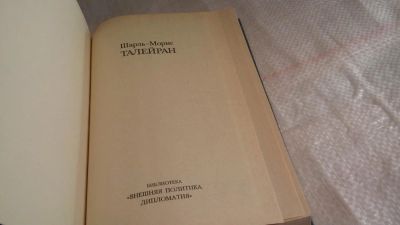 Шарль-Морис
ТАЛЕЙРАН
БИБЛИОТЕКА
«ВНЕШНЯЯ ПОЛИТИКА
ДИПЛОМАТИЯ»